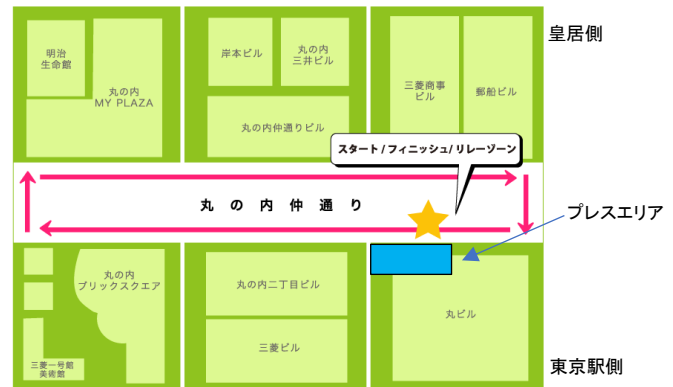 皇居側
明治
生命館
丸の内
MY PLAZA
岸本ビル
丸の内
三井ビル
丸の内仲通りビル
三菱商事
ビル
郵船ビル
スタート/フィニッシュ/リレーゾーン
丸の内仲通り
プレスエリア
丸の内
ブリックスクエア
三菱一号館
美術館
丸の内二丁目ビル
三菱ビル
丸ビル
東京駅側